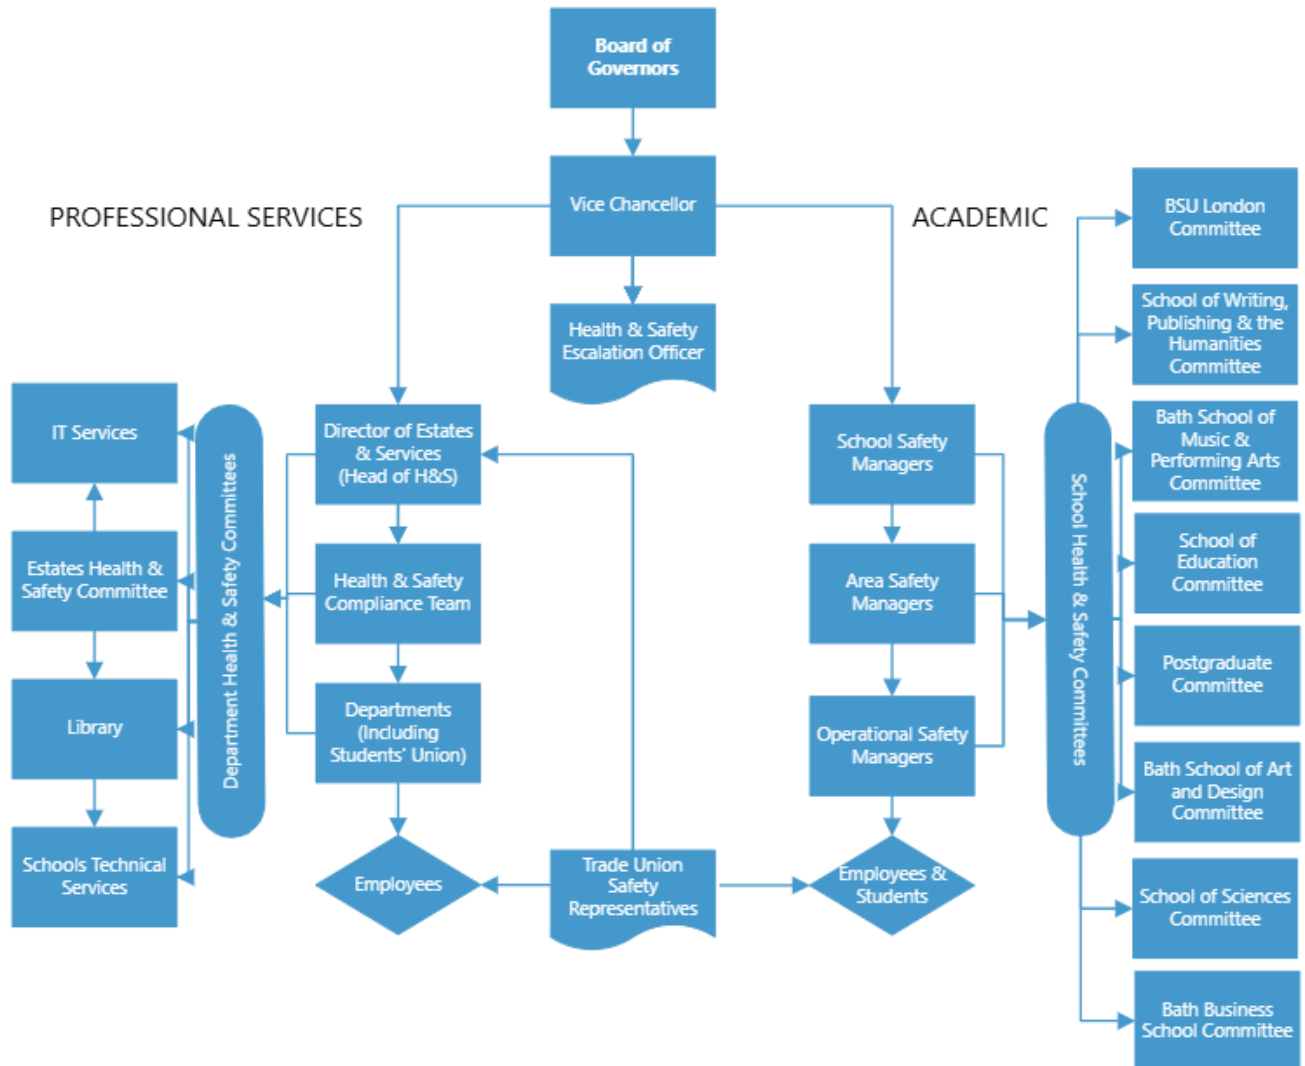 Board of
Governors
Vice Chancellor
PROFESSIONAL SERVICES
ACADEMIC
Health & Safety
Escalation Officer
IT Services
Estates Health &
Safety Committee
Library
Schools Technical
Services
Department Health & Safety Committees
Director of Estates
& Services
(Head of H&S)
Health & Safety
Compliance Team
Departments
(Including
Students' Union)
Employees
Trade Union
Safety
Representatives
School Safety
Managers
Area Safety
Managers
Operational Safety
Managers
Employees &
Students
School Health & Safety Committees
BSU London
Committee
School of Writing,
Publishing & the
Humanities
Committee
Bath School of
Music &
Performing Arts
Committee
School of
Education
Committee
Postgraduate
Committee
Bath School of Art
and Design
Committee
School of Sciences
Committee
Bath Business
School Committee